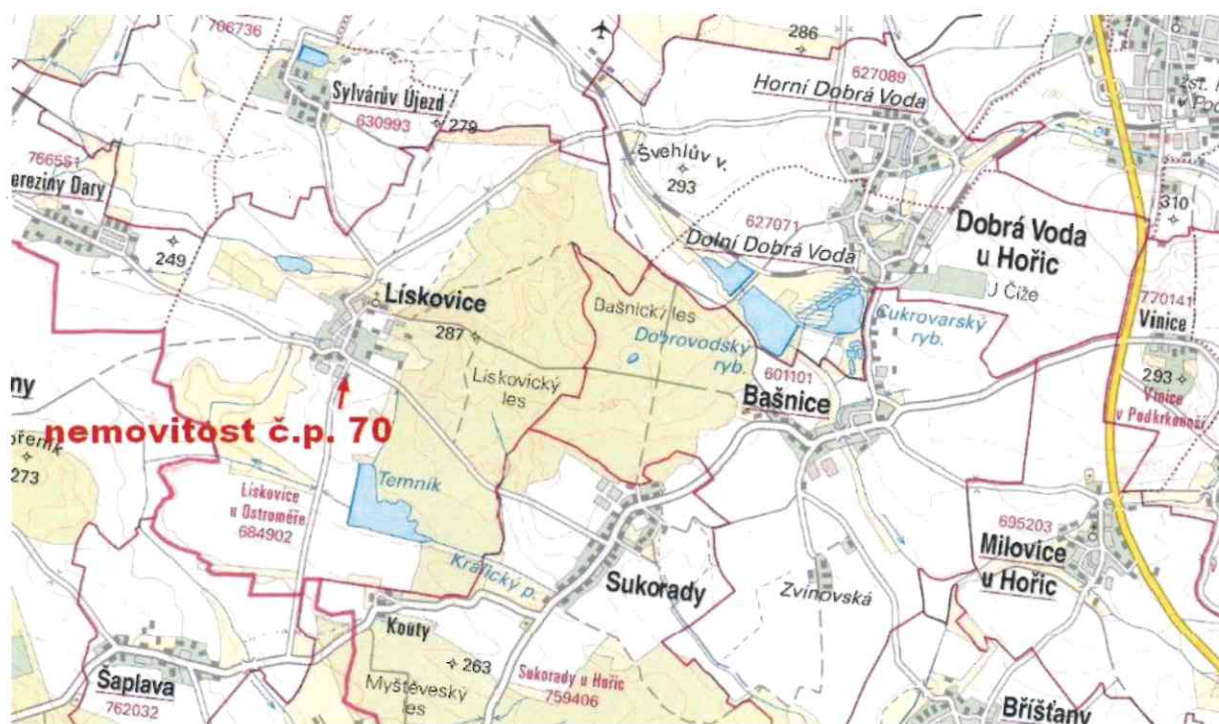 706736
286
627089
Horní Dobrá Voda
Sylvárův Újezd
630993
279
Švehlův v.
293
766551
ereziny Dary
310
627071
Dolní Dobrá Voda
Dobrá Voda
u Hořic
249
770141
Vinice
Lískovice
Bašnický les
Cukrovarský
ryb.
287
Dobrovodský
ryb.
Lískovický
les
601101
Bašnice
293
Vinice
v Podkrkonoší
ny
nemovitost č.p. 70
273
Temník
Lískovice
u Ostroměře
684902
695203
Milovice
u Hořic
Králický p.
Sukorady
Zvínovská
Kouty
263
Šaplava
762032
Myštěveský
les
Sukorady u Hořic
759406
Bříšťany